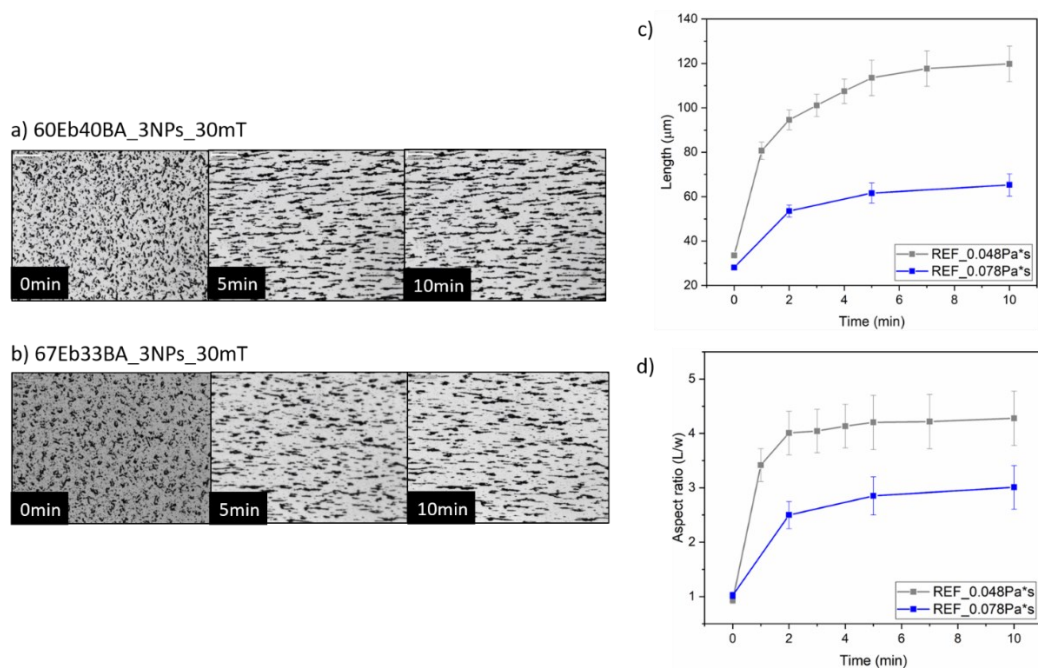 a) 60Eb40BA_3NPs_30mT
0min
5min
10min
b) 67Eb33BA_3NPs_30mT
0min
5min
10min
c)
140
120
100
80
60
40
20
Length (μm)
0
2
4
6
8
10
Time (min)
REF_0.048Pa*s
REF_0.078Pa*s
d)
5
4
3
2
1
Aspect ratio (L/w)
0
2
4
6
8
10
Time (min)
REF_0.048Pa*s
REF_0.078Pa*s